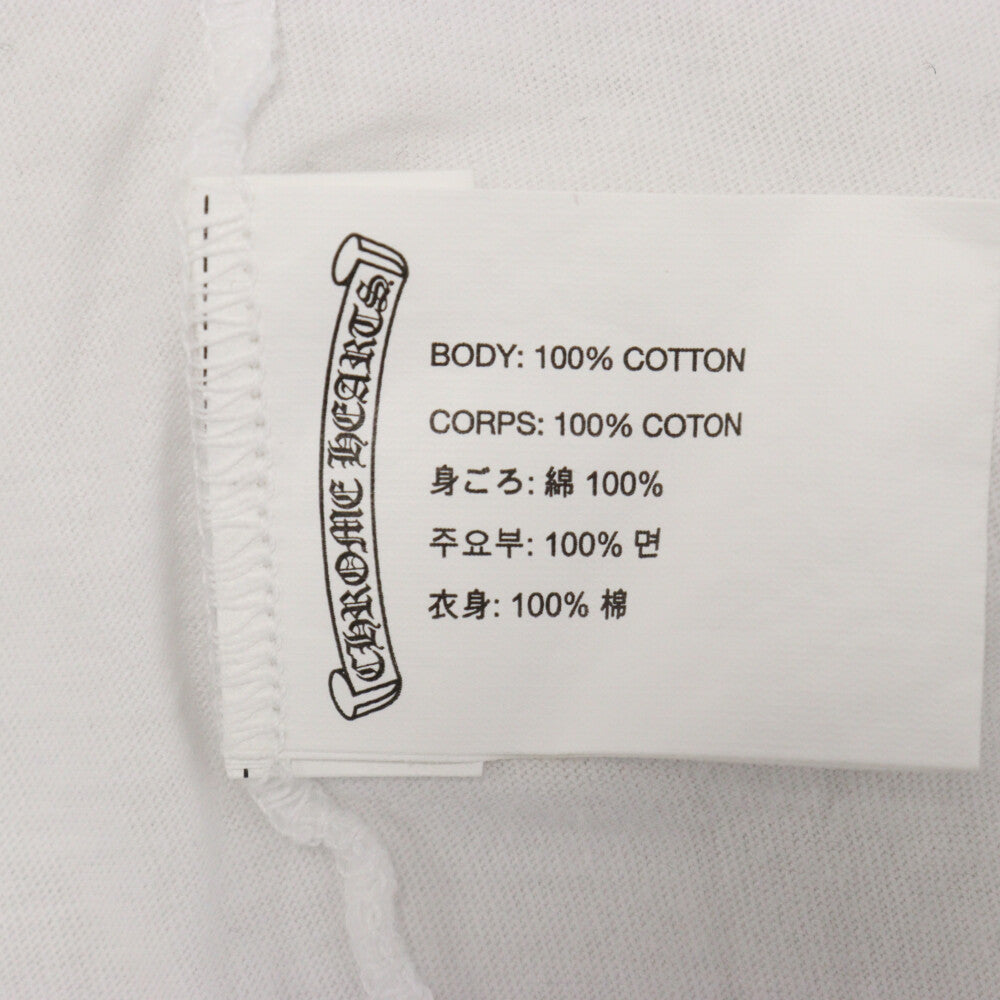 CHROME HEARTS
BODY: 100% COTTON
CORPS: 100% COTON
身ごろ: 綿 100%
주요부: 100% 면
衣身: 100% 棉